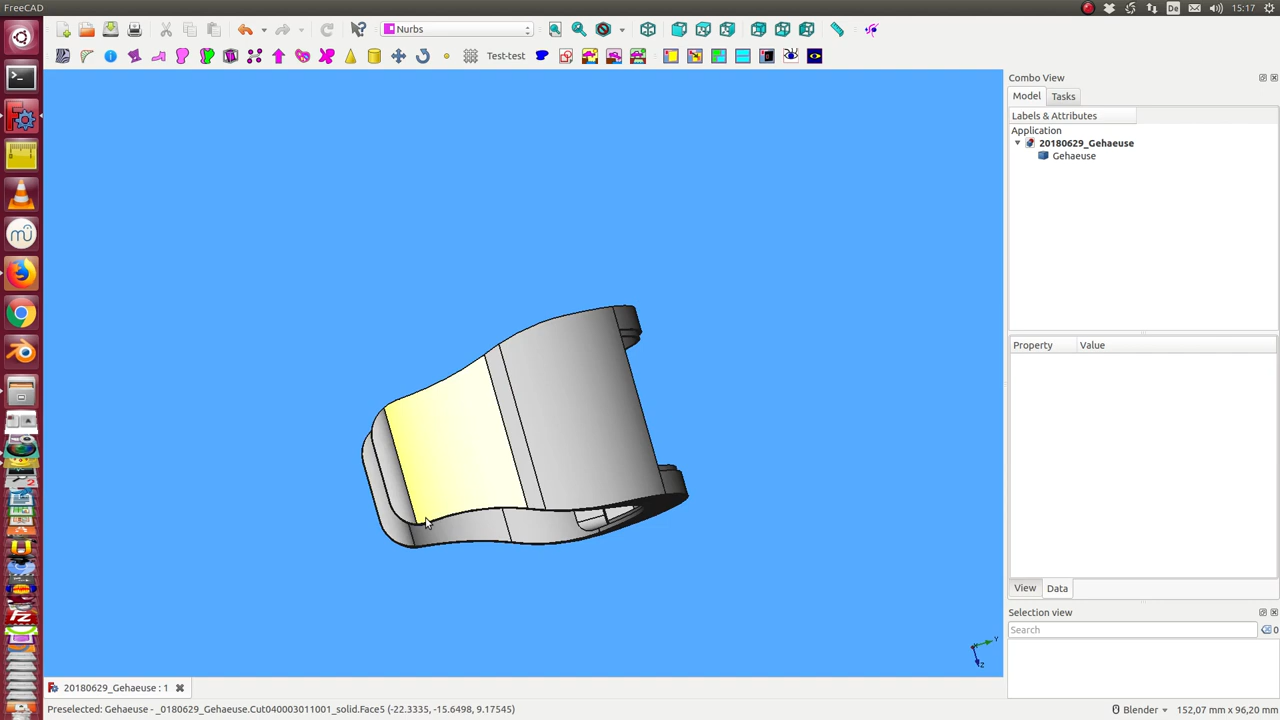 FreeCAD
De
15:17
Nurbs
Test-test
Combo View
Model
Tasks
Labels & Attributes
Application
20180629_Gehaeuse
Gehaeuse
Property
Value
View
Data
Selection view
Search
0
Y
Z
20180629_Gehaeuse : 1
Preselected: Gehaeuse - _0180629_Gehaeuse.Cut040003011001_solid.Face5 (-22.3335, -15.6498, 9.17545)
Blender
152,07 mm x 96,20 mm